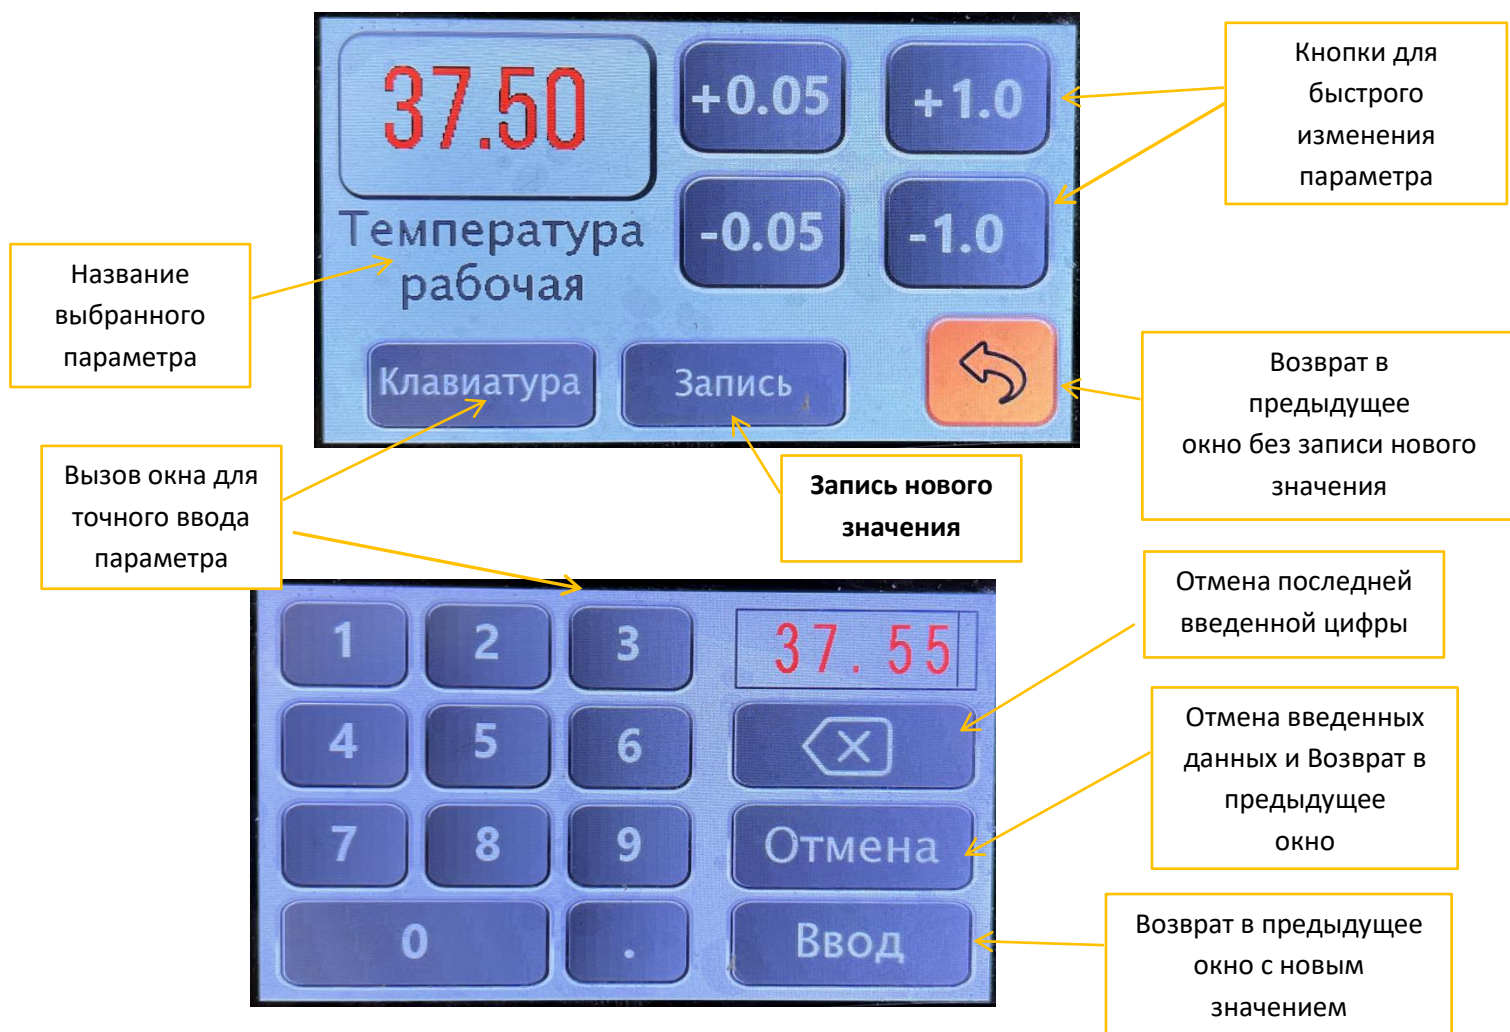 37.50
+0.05
+1.0
-0.05
-1.0
Температура
рабочая
Клавиатура
Запись
Кнопки для
быстрого
изменения
параметра
Название
выбранного
параметра
Возврат в
предыдущее
окно без записи нового
значения
Вызов окна для
точного ввода
параметра
Запись нового
значения
1
2
3
37.55
4
5
6
7
8
9
Отмена
0
.
Ввод
Отмена последней
введенной цифры
Отмена введенных
данных и Возврат в
предыдущее
окно
Возврат в предыдущее
окно с новым
значением